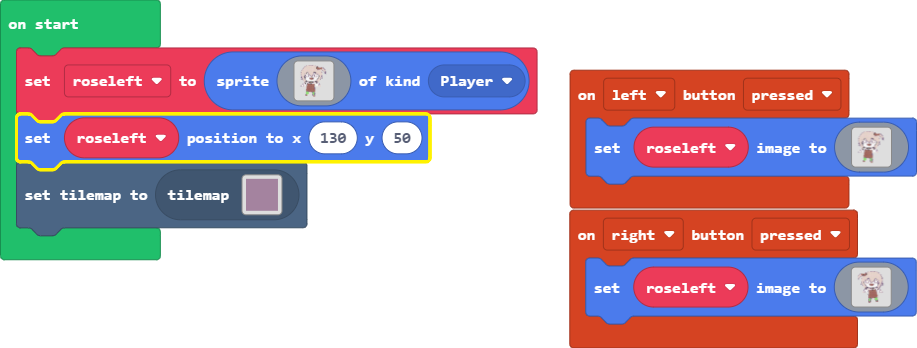 on start
set roseleft to sprite of kind Player
set roseleft position to x 130 y 50
set tilemap to tilemap
on left button pressed
set roseleft image to
on right button pressed
set roseleft image to